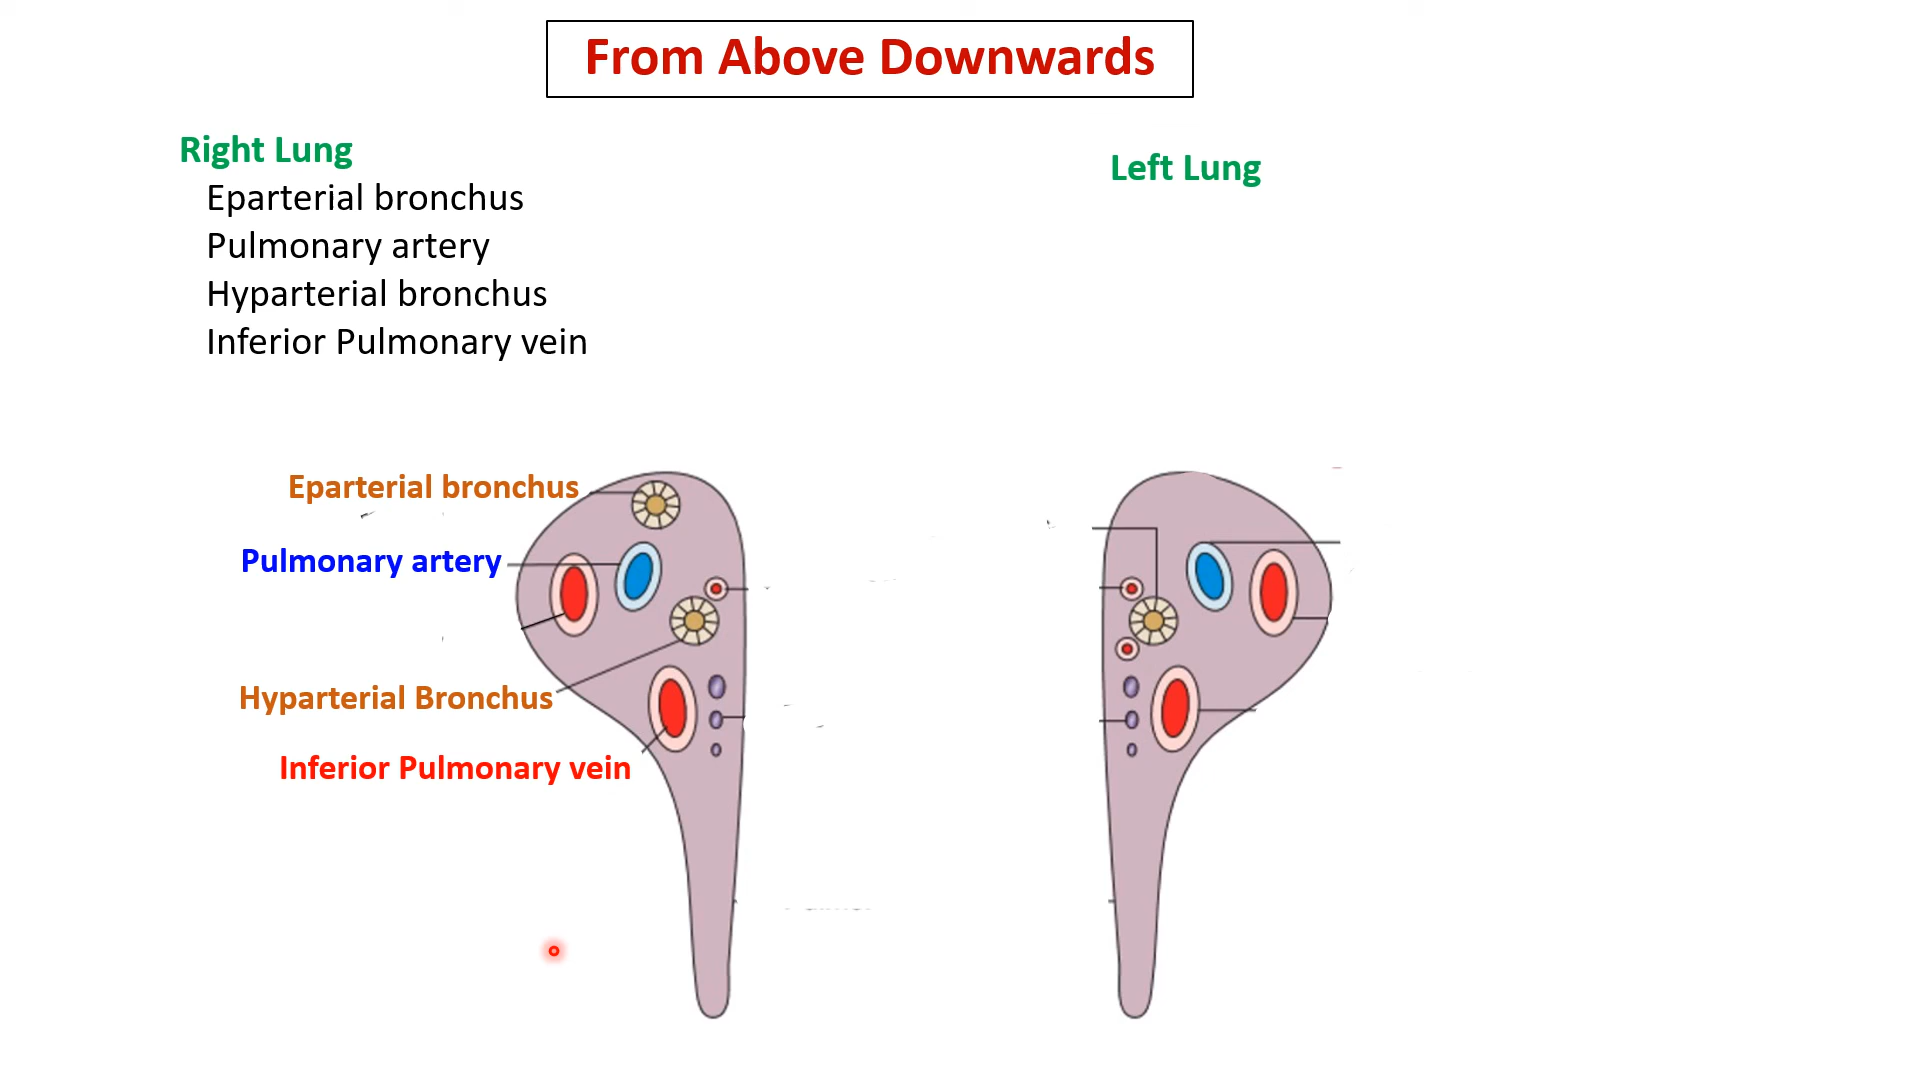 From Above Downwards
Right Lung
Eparterial bronchus
Pulmonary artery
Hyparterial bronchus
Inferior Pulmonary vein
Left Lung
Eparterial bronchus
Pulmonary artery
Hyparterial Bronchus
Inferior Pulmonary vein